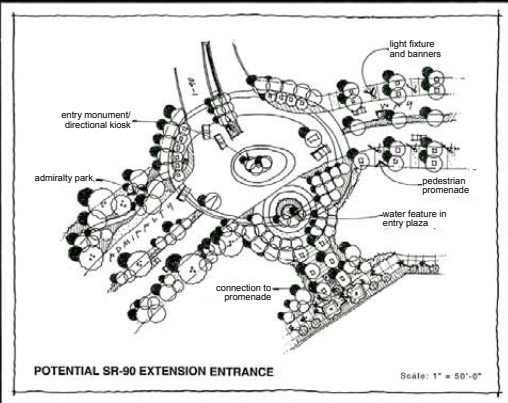 light fixture
and banners
entry monument/
directional kiosk
admiralty park
pedestrian
promenade
water feature in
entry plaza
connection to
promenade
POTENTIAL SR-90 EXTENSION ENTRANCE
Scale: 1" = 50'-0"